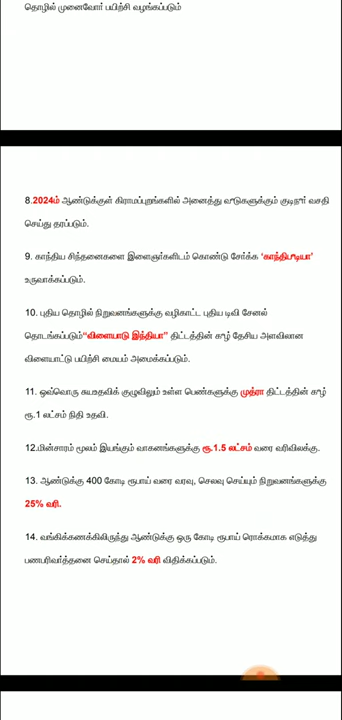 தொழில் முனைவோர் பயிற்சி வழங்கப்படும்
8.2024ம் ஆண்டுக்குள் கிராமப்புறங்களில் அனைத்து வீடுகளுக்கும் குடிநீர் வசதி
செய்து தரப்படும்.
9. காந்திய சிந்தனைகளை இளைஞர்களிடம் கொண்டு சேர்க்க 'காந்திபீடியா'
உருவாக்கப்படும்.
10. புதிய தொழில் நிறுவனங்களுக்கு வழிகாட்ட புதிய டிவி சேனல்
தொடங்கப்படும்"விளையாடு இந்தியா" திட்டத்தின் கீழ் தேசிய அளவிலான
விளையாட்டு பயிற்சி மையம் அமைக்கப்படும்.
11. ஒவ்வொரு சுயஉதவிக் குழுவிலும் உள்ள பெண்களுக்கு முத்ரா திட்டத்தின் கீழ்
ரூ.1 லட்சம் நிதி உதவி.
12.மின்சாரம் மூலம் இயங்கும் வாகனங்களுக்கு ரூ.1.5 லட்சம் வரை வரிவிலக்கு.
13. ஆண்டுக்கு 400 கோடி ரூபாய் வரை வரவு, செலவு செய்யும் நிறுவனங்களுக்கு
25% வரி.
14. வங்கிக்கணக்கிலிருந்து ஆண்டுக்கு ஒரு கோடி ரூபாய் ரொக்கமாக எடுத்து
பணபரிவர்த்தனை செய்தால் 2% வரி விதிக்கப்படும்.